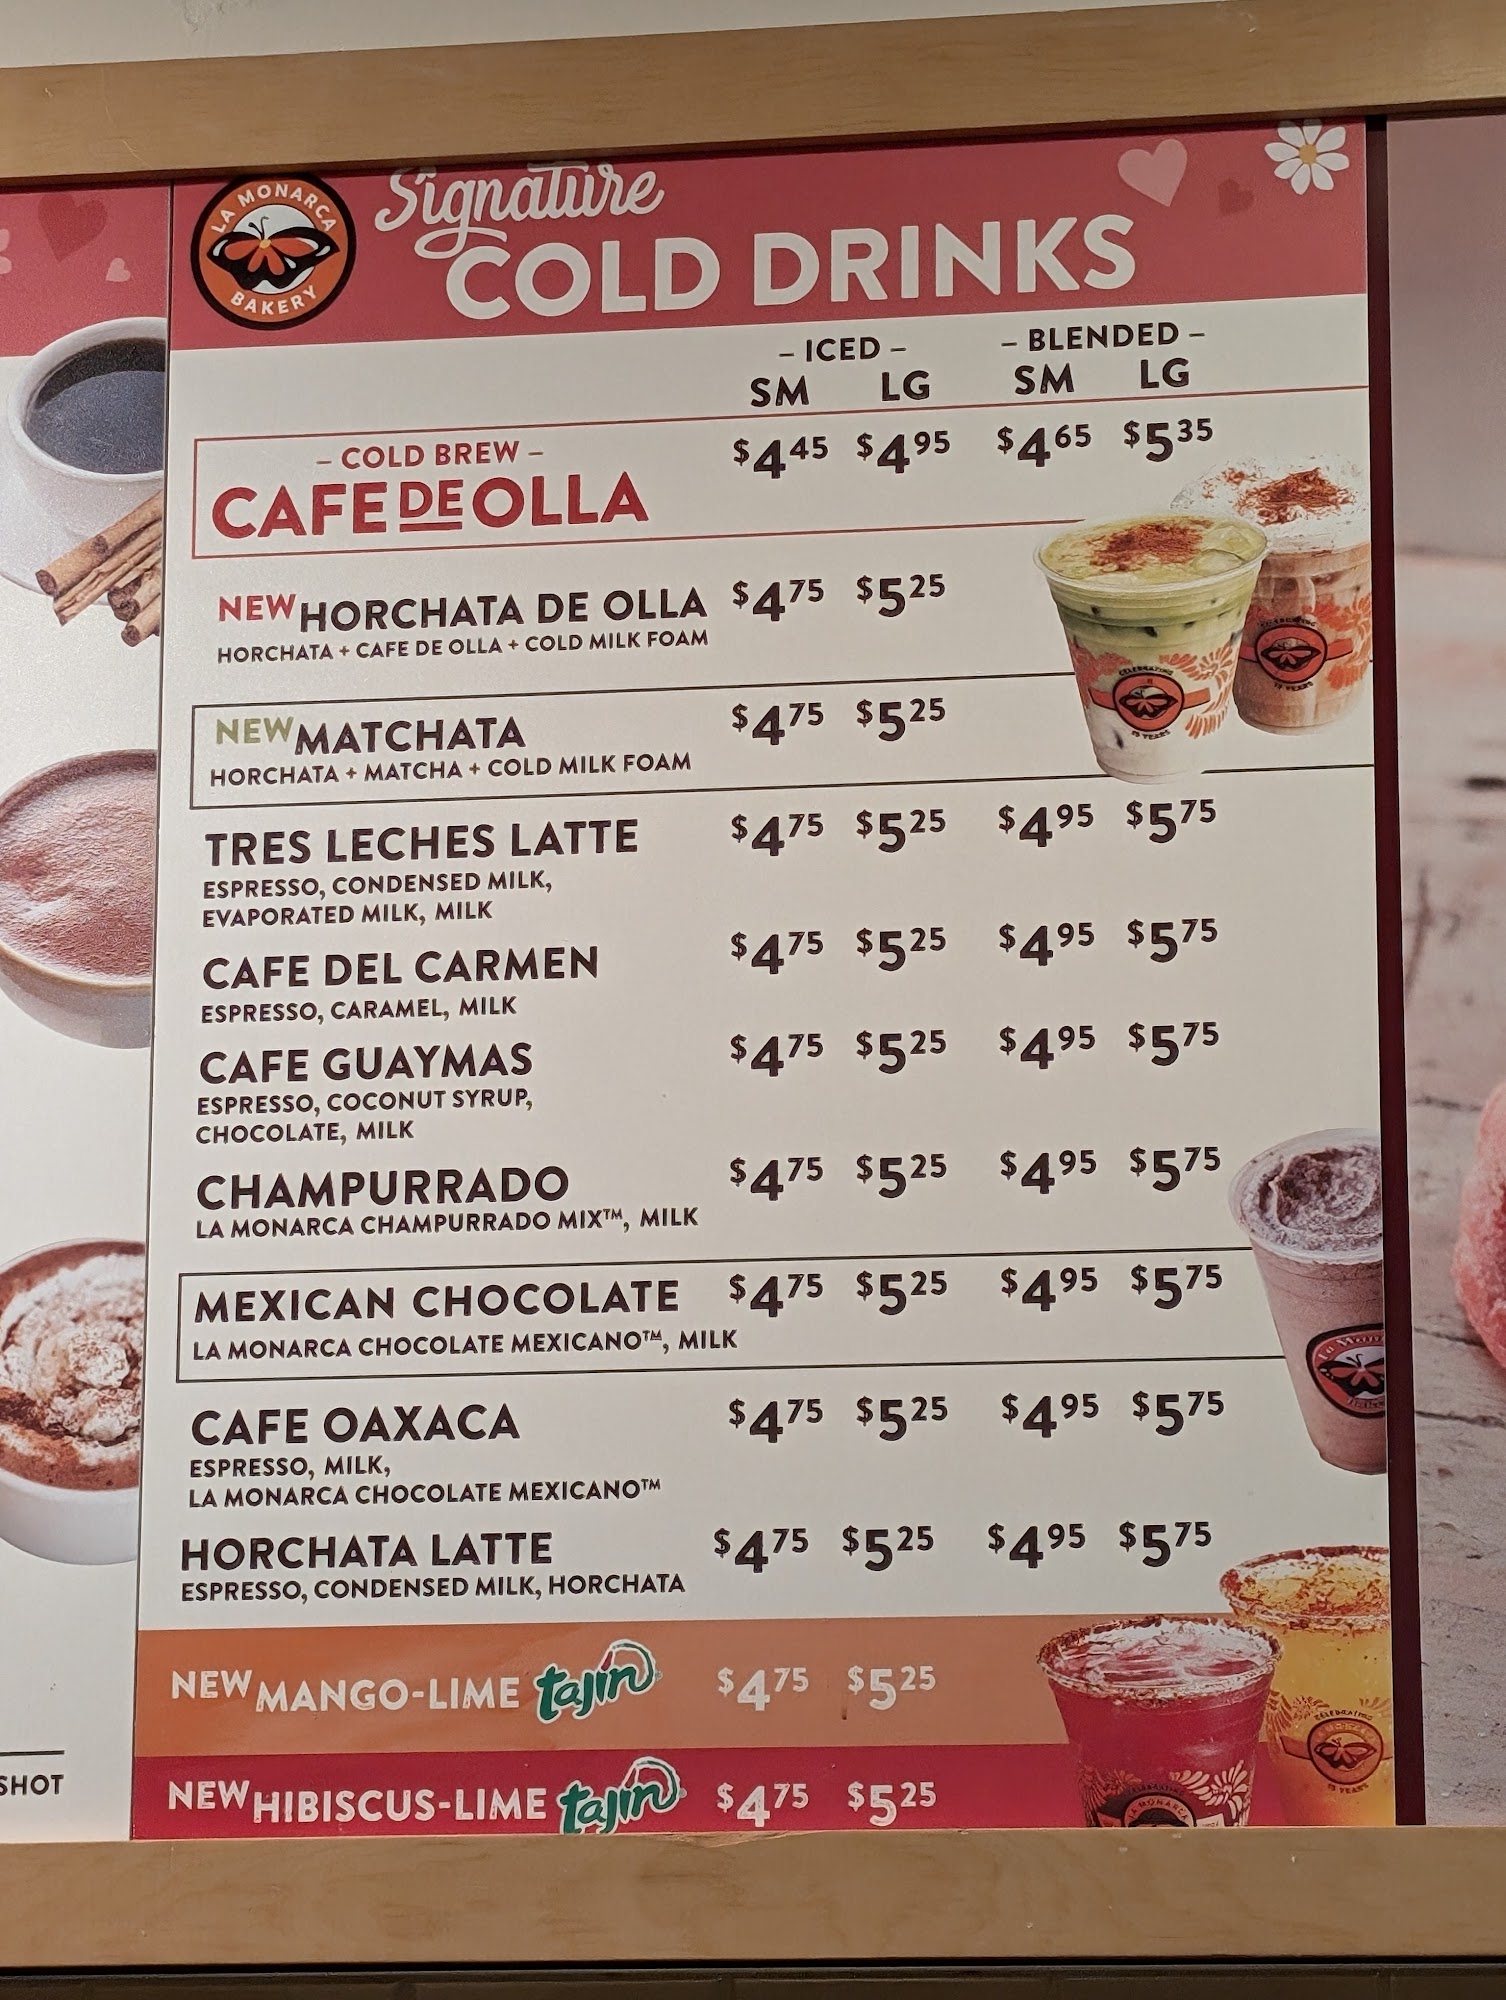 LA MONARCA BAKERY
Signature
COLD DRINKS
– ICED – – BLENDED –
SM LG SM LG
– COLD BREW –
CAFE DE OLLA $4.45 $4.95 $4.65 $5.35
NEW HORCHATA DE OLLA $4.75 $5.25
HORCHATA + CAFE DE OLLA + COLD MILK FOAM
NEW MATCHATA $4.75 $5.25
HORCHATA + MATCHA + COLD MILK FOAM
TRES LECHES LATTE $4.75 $5.25 $4.95 $5.75
ESPRESSO, CONDENSED MILK,
EVAPORATED MILK, MILK
CAFE DEL CARMEN $4.75 $5.25 $4.95 $5.75
ESPRESSO, CARAMEL, MILK
CAFE GUAYMAS $4.75 $5.25 $4.95 $5.75
ESPRESSO, COCONUT SYRUP,
CHOCOLATE, MILK
CHAMPURRADO $4.75 $5.25 $4.95 $5.75
LA MONARCA CHAMPURRADO MIX™, MILK
MEXICAN CHOCOLATE $4.75 $5.25 $4.95 $5.75
LA MONARCA CHOCOLATE MEXICANO™, MILK
CAFE OAXACA $4.75 $5.25 $4.95 $5.75
ESPRESSO, MILK,
LA MONARCA CHOCOLATE MEXICANO™
HORCHATA LATTE $4.75 $5.25 $4.95 $5.75
ESPRESSO, CONDENSED MILK, HORCHATA
NEW MANGO-LIME tajín $4.75 $5.25
SHOT
NEW HIBISCUS-LIME tajín $4.75 $5.25